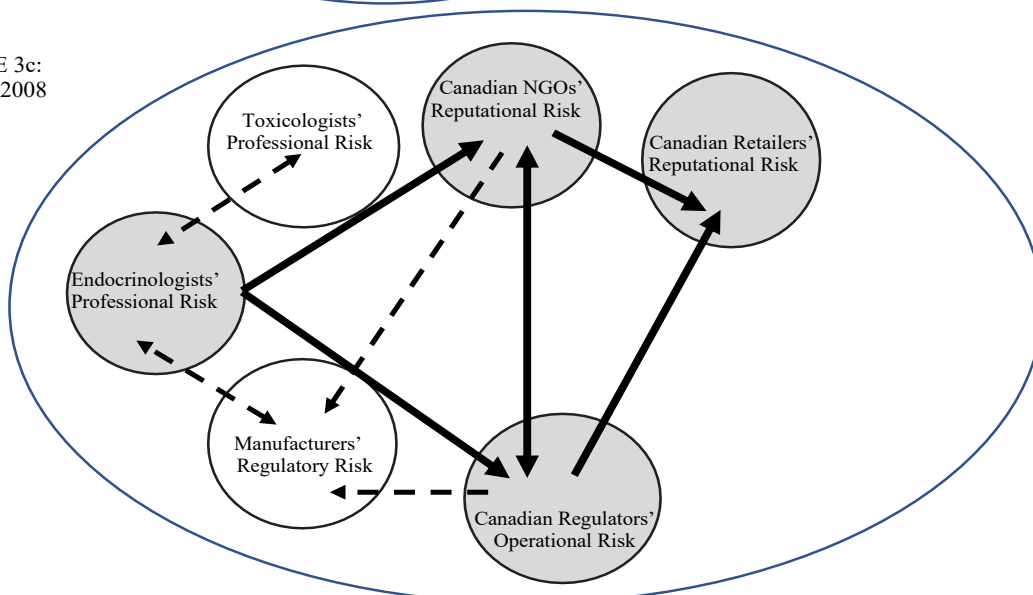 E 3c:
2008
Toxicologists’
Professional Risk
Canadian NGOs’
Reputational Risk
Canadian Retailers’
Reputational Risk
Endocrinologists’
Professional Risk
Manufacturers’
Regulatory Risk
Canadian Regulators’
Operational Risk